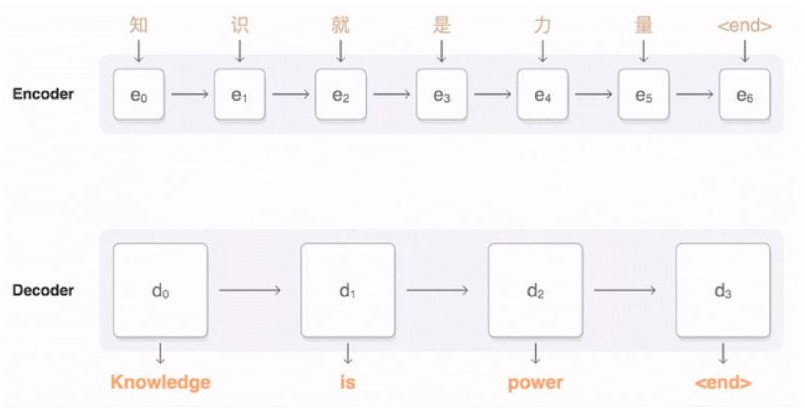 知 识 就 是 力 量 <end>
Encoder e₀ e₁ e₂ e₃ e₄ e₅ e₆
Decoder d₀ d₁ d₂ d₃
Knowledge is power <end>